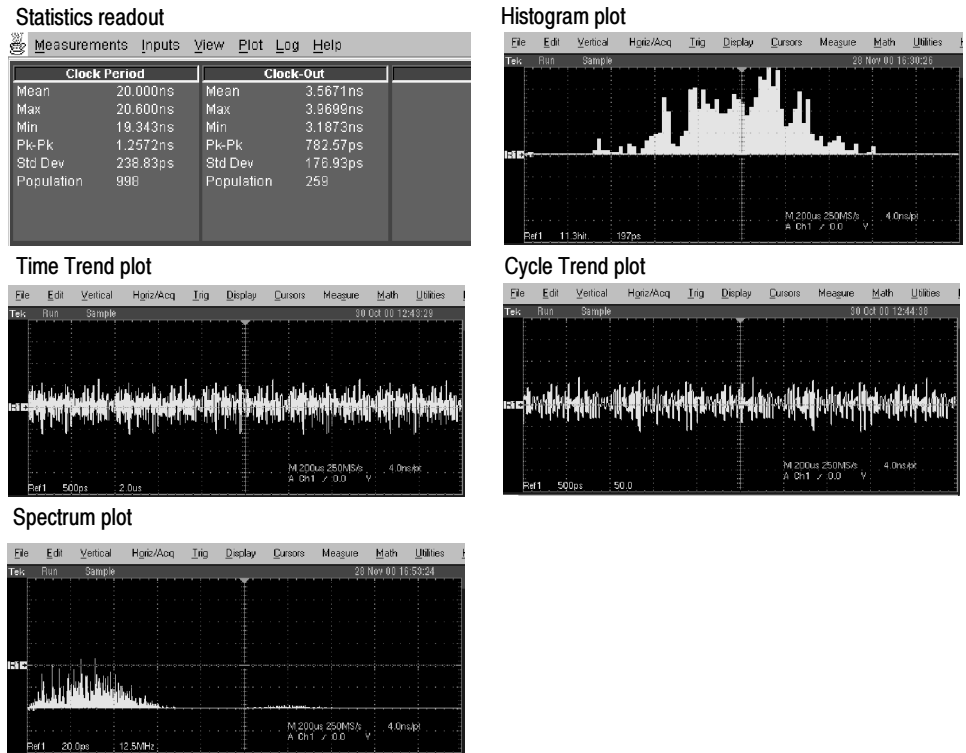 Statistics readout
Measurements Inputs View Plot Log Help
Clock Period Clock-Out
Mean 20.000ns Mean 3.5671ns
Max 20.600ns Max 3.9699ns
Min 19.343ns Min 3.1873ns
Pk-Pk 1.2572ns Pk-Pk 782.57ps
Std Dev 238.83ps Std Dev 176.93ps
Population 998 Population 259
Histogram plot
File Edit Vertical Horiz/Acq Trig Display Cursors Measure Math Utilities
Tek Run Sample 28 Nov 00 16:30:26
M 200us 250MS/s 4.0ns/pt
A Ch1 / 0.0 V
Ref1 11.3hit 197ps
Time Trend plot
File Edit Vertical Horiz/Acq Trig Display Cursors Measure Math Utilities
Tek Run Sample 30 Oct 00 12:43:29
M 200us 250MS/s 4.0ns/pt
A Ch1 / 0.0 V
Ref1 500ps 2.0us
Cycle Trend plot
File Edit Vertical Horiz/Acq Trig Display Cursors Measure Math Utilities
Tek Run Sample 30 Oct 00 12:44:38
M 200us 250MS/s 4.0ns/pt
A Ch1 / 0.0 V
Ref1 500ps 50.0
Spectrum plot
File Edit Vertical Horiz/Acq Trig Display Cursors Measure Math Utilities
Tek Run Sample 28 Nov 00 16:53:24
M 200us 250MS/s 4.0ns/pt
A Ch1 / 0.0 V
Ref1 20.0ps 12.5MHz